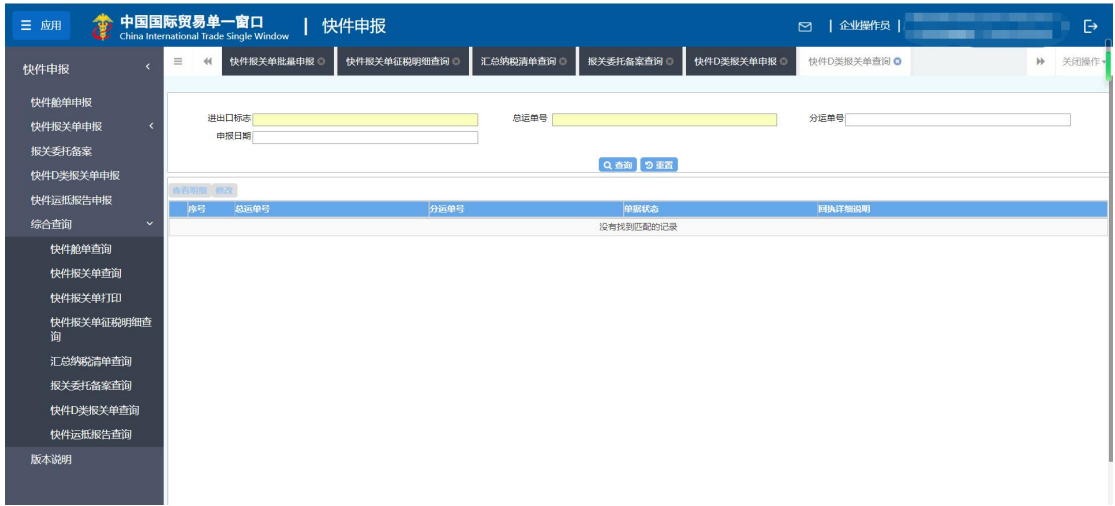 应用
中国国际贸易单一窗口
China International Trade Single Window
快件申报
企业操作员
快件申报
快件报关单批量申报
快件报关单征税明细查询
汇总纳税清单查询
报关委托备案查询
快件D类报关单申报
快件D类报关单查询
关闭操作
快件舱单申报
快件报关单申报
报关委托备案
快件D类报关单申报
快件运抵报告申报
综合查询
快件舱单查询
快件报关单查询
快件报关单打印
快件报关单征税明细查
询
汇总纳税清单查询
报关委托备案查询
快件D类报关单查询
快件运抵报告查询
版本说明
进出口标志
总运单号
分运单号
申报日期
查询
重置
查看明细
修改
序号
总运单号
分运单号
单据状态
回执详细说明
没有找到匹配的记录